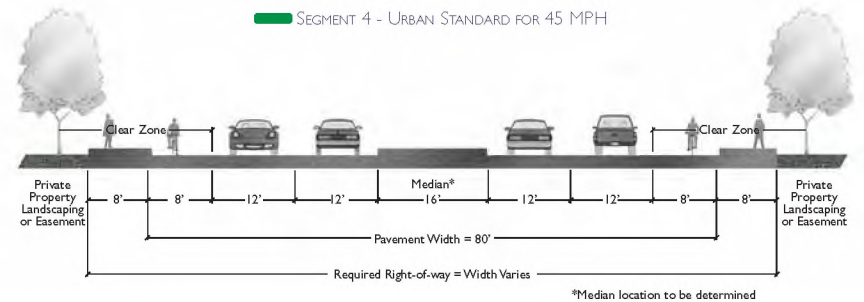 SEGMENT 4 - URBAN STANDARD FOR 45 MPH
Clear Zone
Clear Zone
Private
Property
Landscaping
or Easement
8'
8'
12'
12'
Median*
16'
12'
12'
8'
8'
Private
Property
Landscaping
or Easement
Pavement Width = 80'
Required Right-of-way = Width Varies
*Median location to be determined